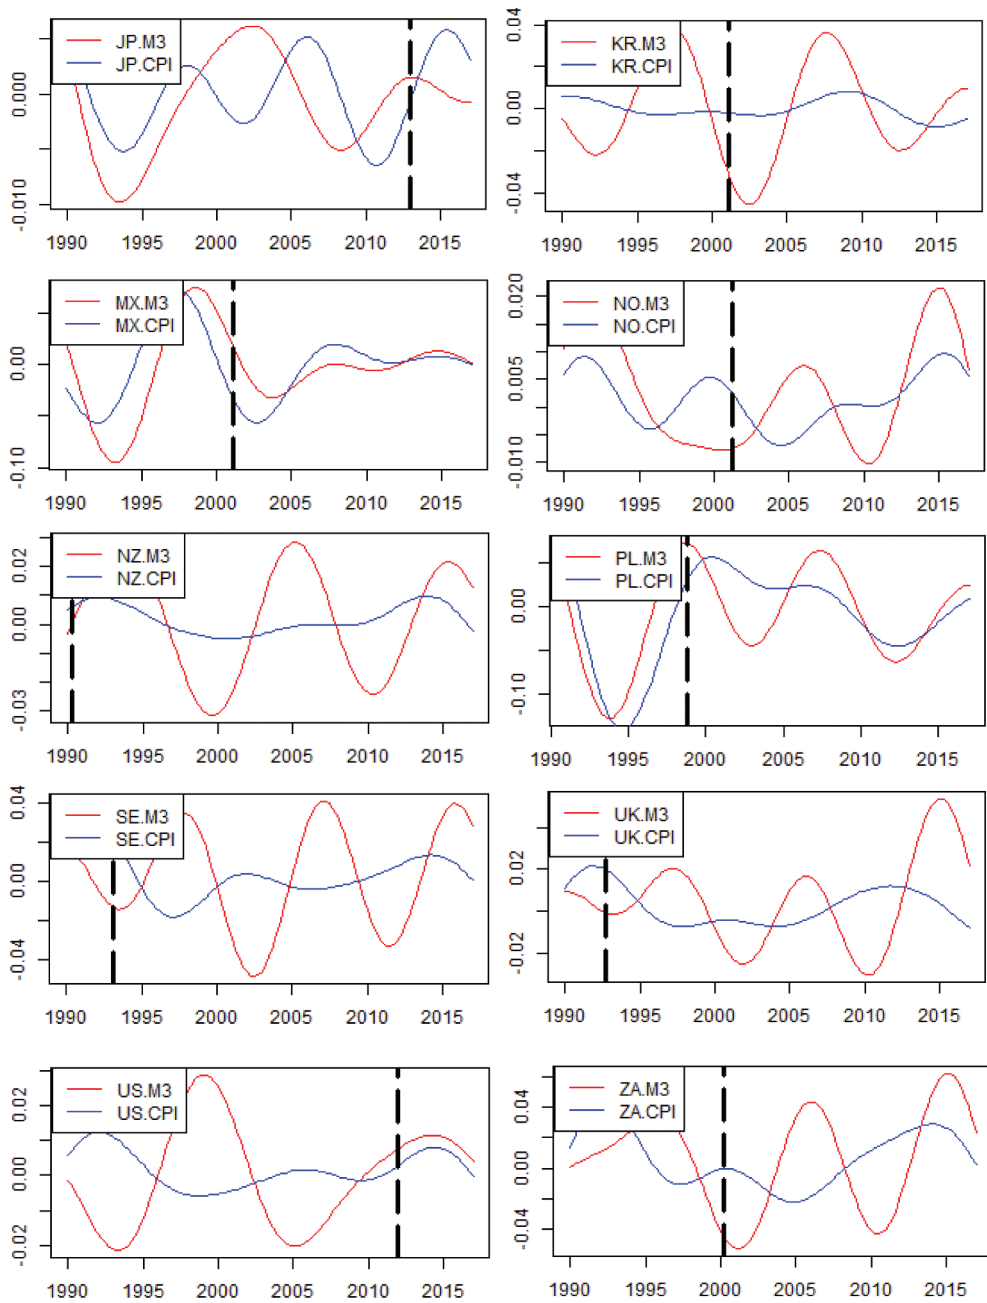 JP.M3
JP.CPI
0.000
-0.010
1990 1995 2000 2005 2010 2015
KR.M3
KR.CPI
0.04
0.00
-0.04
1990 1995 2000 2005 2010 2015
MX.M3
MX.CPI
0.00
-0.10
1990 1995 2000 2005 2010 2015
NO.M3
NO.CPI
0.020
0.005
-0.010
1990 1995 2000 2005 2010 2015
NZ.M3
NZ.CPI
0.02
0.00
-0.03
1990 1995 2000 2005 2010 2015
PL.M3
PL.CPI
0.00
-0.10
1990 1995 2000 2005 2010 2015
SE.M3
SE.CPI
0.04
0.00
-0.04
1990 1995 2000 2005 2010 2015
UK.M3
UK.CPI
0.02
-0.02
1990 1995 2000 2005 2010 2015
US.M3
US.CPI
0.02
0.00
-0.02
1990 1995 2000 2005 2010 2015
ZA.M3
ZA.CPI
0.04
0.00
-0.04
1990 1995 2000 2005 2010 2015